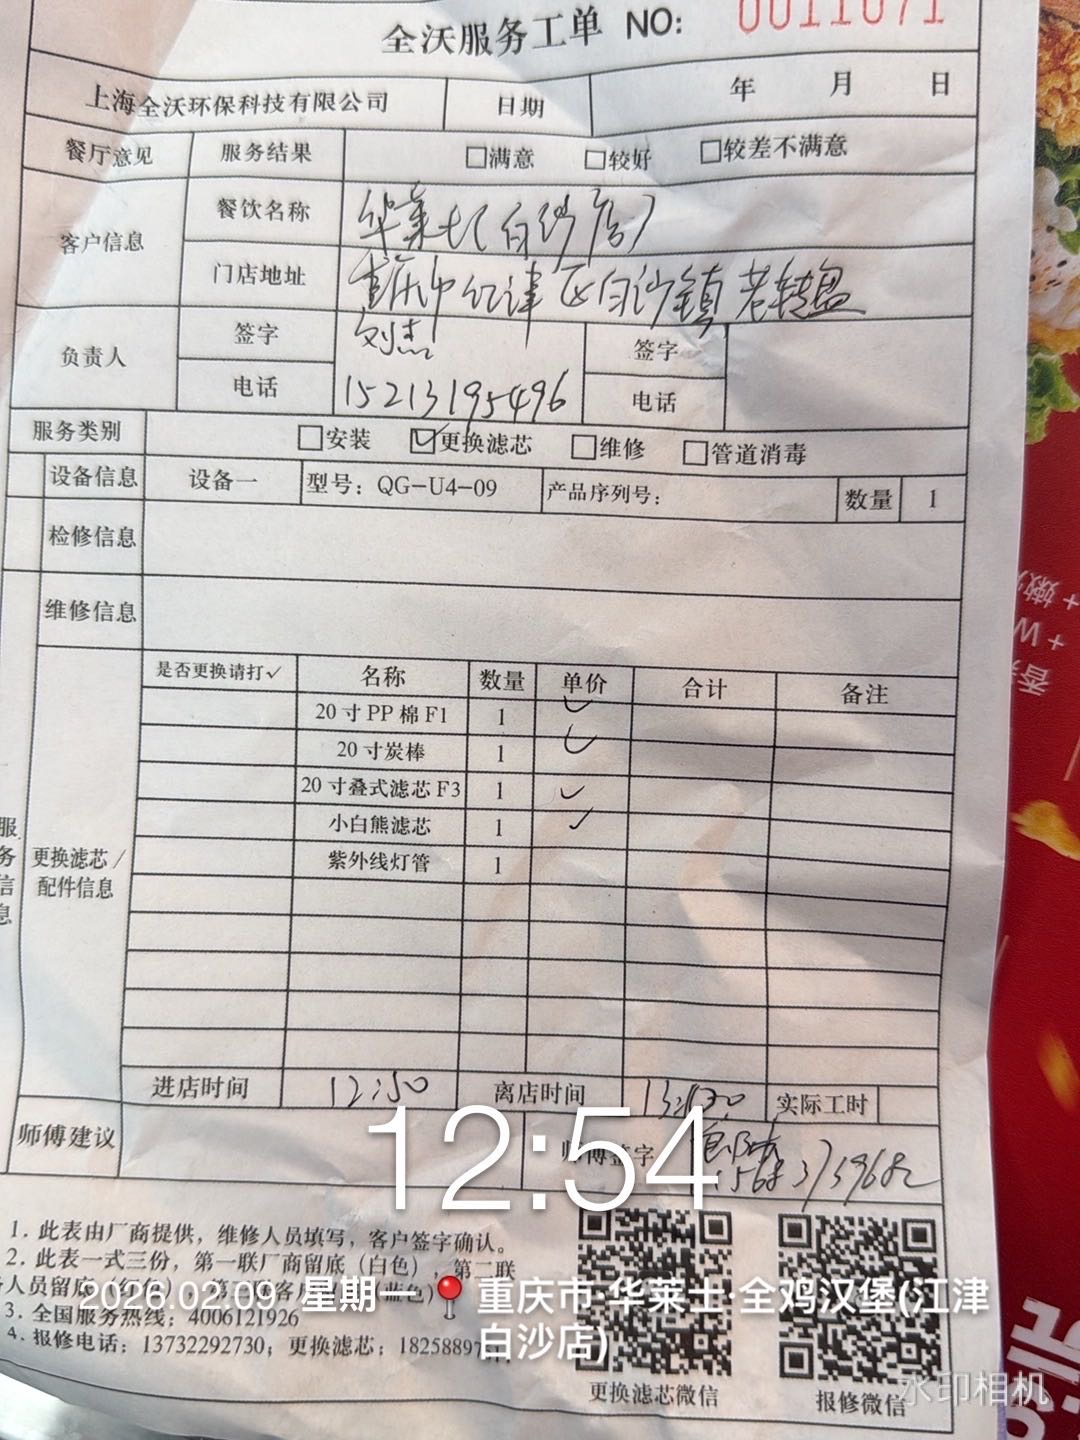 全沃服务工单 NO: 0011071
上海全沃环保科技有限公司 日期 年 月 日
餐厅意见 服务结果 □满意 □较好 □较差不满意
客户信息 餐饮名称 华莱士(白沙店)
门店地址 重庆市江津区白沙镇老转盘
负责人 签字 刘杰 签字
电话 15213195496 电话
服务类别 □安装 ☑更换滤芯 □维修 □管道消毒
设备信息 设备一 型号：QG-U4-09 产品序列号： 数量 1
检修信息
维修信息
是否更换请打✓ 名称 数量 单价 合计 备注
20寸PP棉F1 1 ✓
20寸炭棒 1 ✓
20寸叠式滤芯F3 1 ✓
小白熊滤芯 1 ✓
紫外线灯管 1
服务信息
更换滤芯/
配件信息
进店时间 12:50 离店时间 实际工时
师傅建议 师傅签字
12:54
1. 此表由厂商提供，维修人员填写，客户签字确认。
2. 此表一式三份，第一联厂商留底（白色），第二联
人员留底
3. 全国服务热线：4006121926
4. 报修电话：13732292730；更换滤芯：18258897
2026.02.09 星期一 重庆市·华莱士·全鸡汉堡(江津
白沙店)
更换滤芯微信 报修微信
水印相机